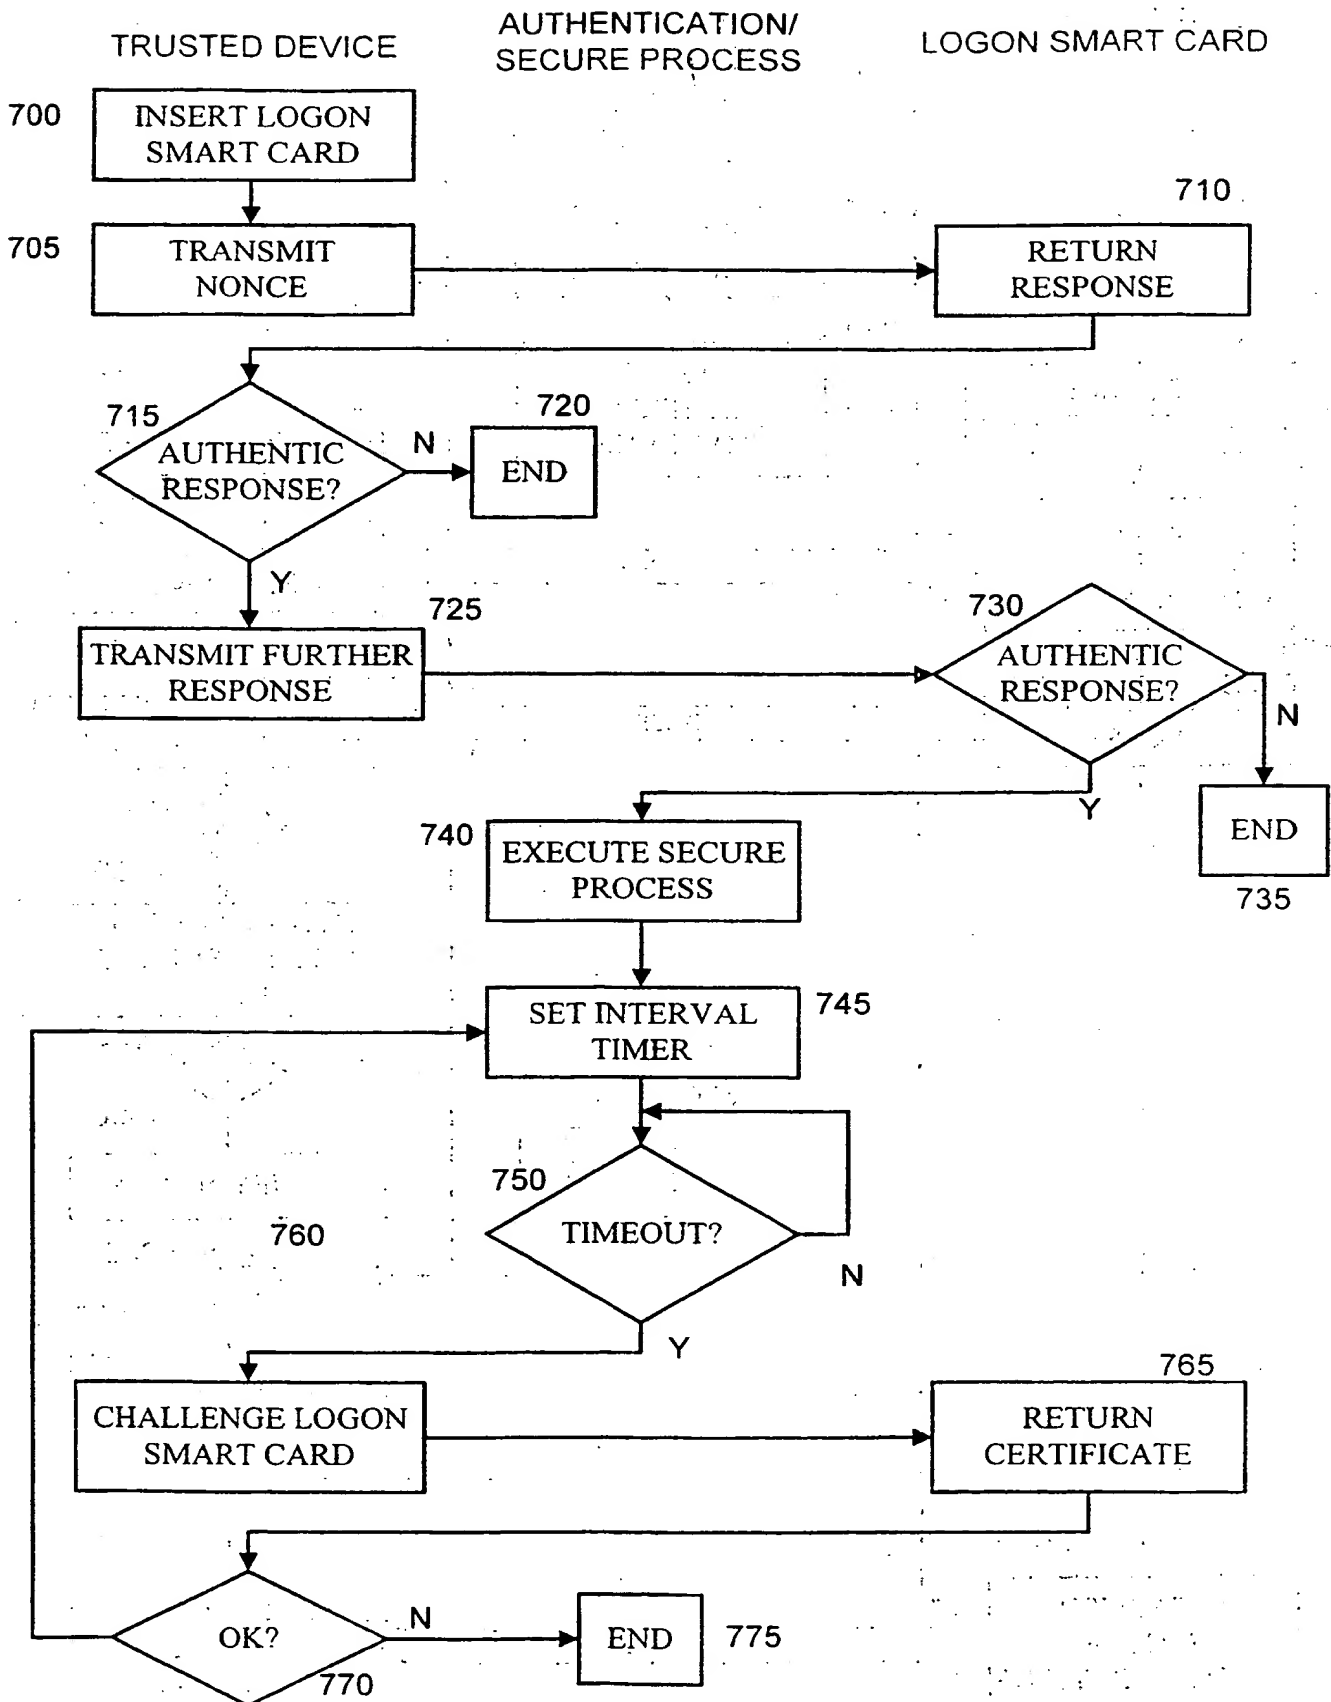 TRUSTED DEVICE
AUTHENTICATION/
SECURE PROCESS
LOGON SMART CARD
700
INSERT LOGON
SMART CARD
710
705
TRANSMIT
NONCE
RETURN
RESPONSE
715
AUTHENTIC
RESPONSE?
N
720
END
Y
725
TRANSMIT FURTHER
RESPONSE
730
AUTHENTIC
RESPONSE?
N
Y
END
735
740
EXECUTE SECURE
PROCESS
SET INTERVAL
TIMER
745
750
TIMEOUT?
N
Y
760
CHALLENGE LOGON
SMART CARD
765
RETURN
CERTIFICATE
OK?
770
N
END
775